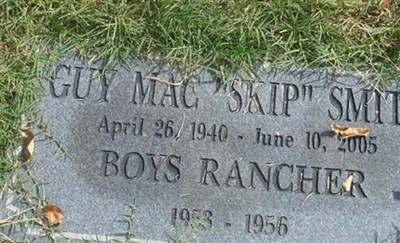 GUY MAC "SKIP" SMIT
April 26, 1940 - June 10, 2005
BOYS RANCHER
1953 - 1956